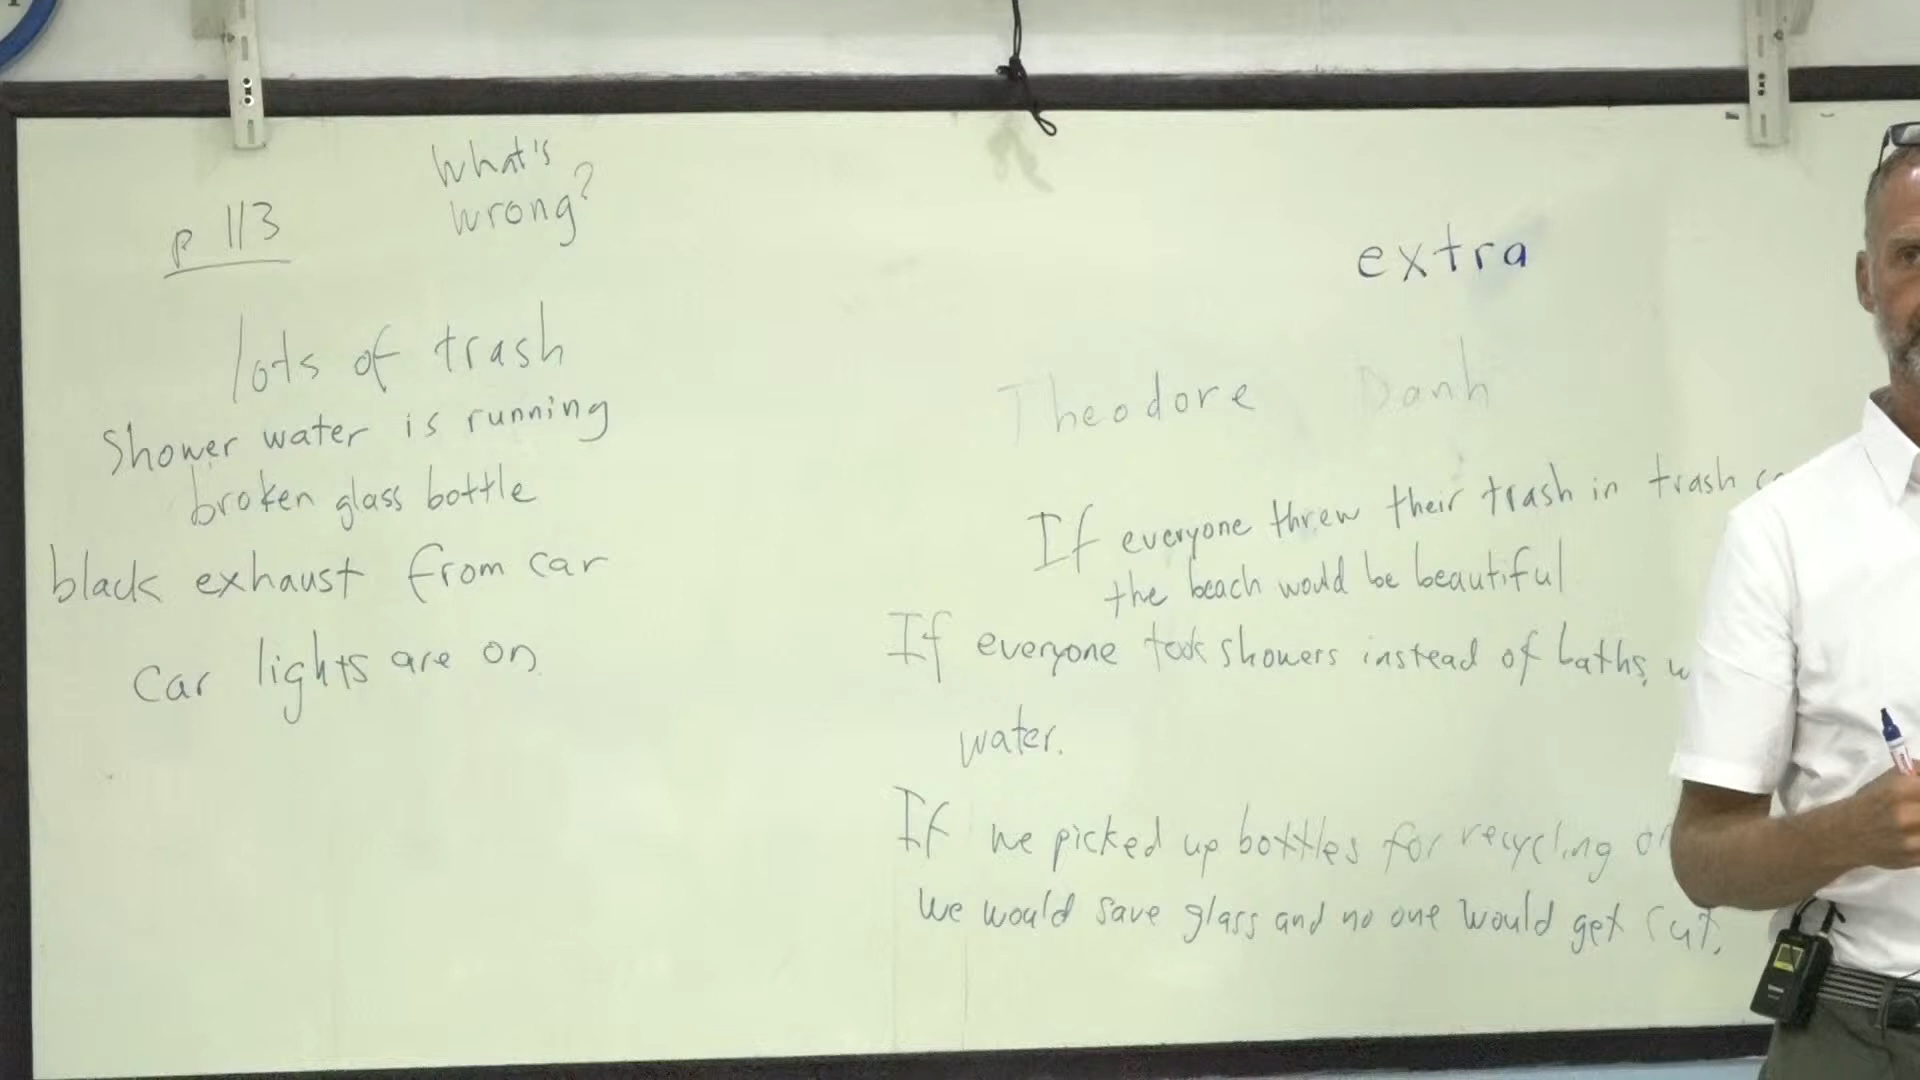 What's
wrong?
p 113
lots of trash
Shower water is running
broken glass bottle
black exhaust from car
car lights are on
extra
Theodore Danh
If everyone threw their trash in trash
the beach would be beautiful
If everyone took showers instead of baths,
water.
If we picked up bottles for recycling
we would save glass and no one would get cut.